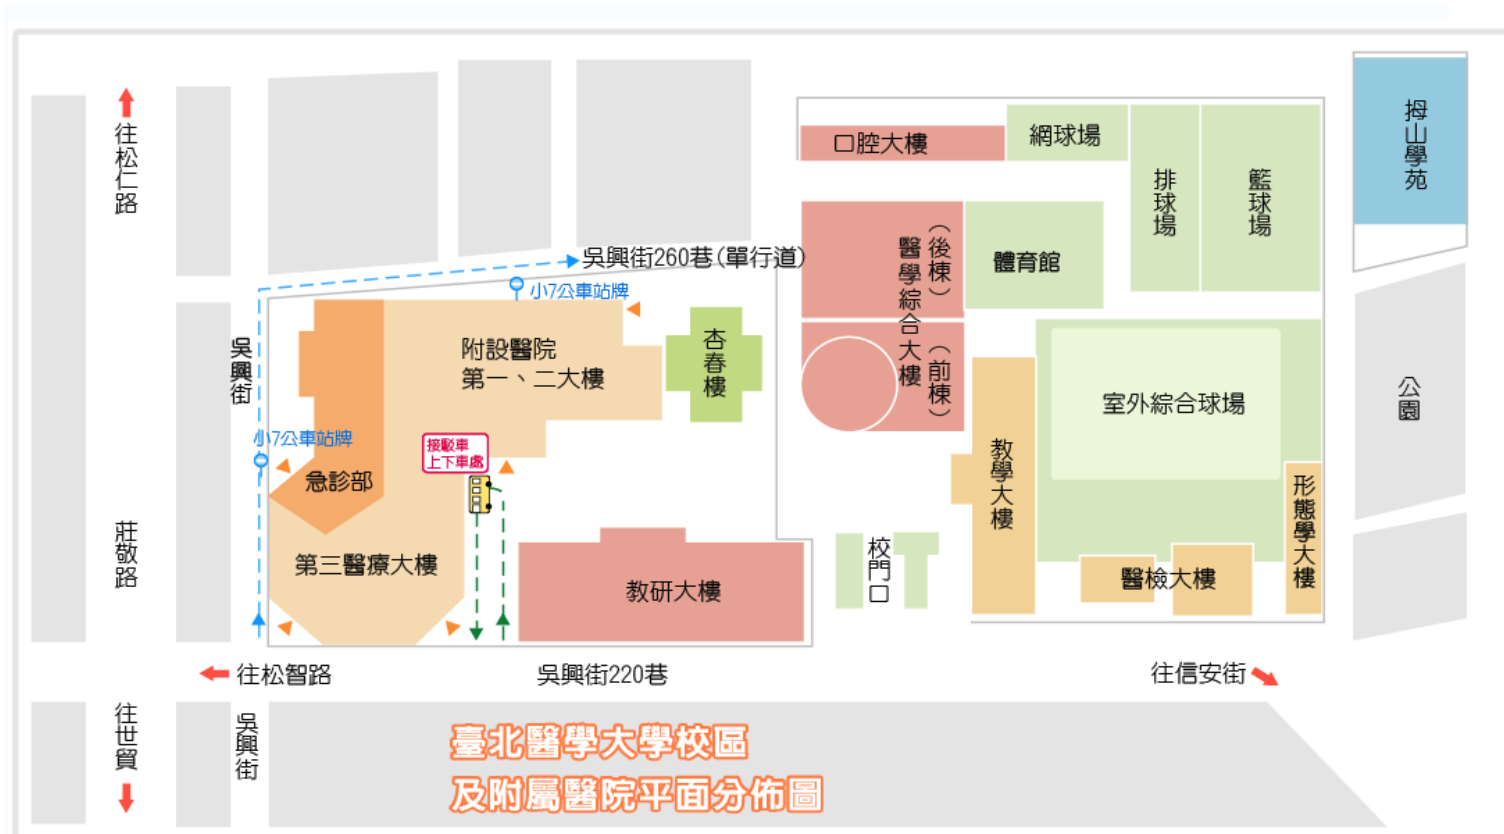 往松仁路
口腔大樓
網球場
排球場
籃球場
拇山學苑
吳興街260巷(單行道)
小7公車站牌
醫學綜合大樓
(後棟)
(前棟)
體育館
吳興街
附設醫院
第一、二大樓
杏春樓
室外綜合球場
公園
小7公車站牌
接駁車
上下車處
急診部
教學大樓
形態學大樓
莊敬路
第三醫療大樓
教研大樓
校門口
醫檢大樓
往松智路
吳興街220巷
往信安街
往世貿
吳興街
臺北醫學大學校區
及附屬醫院平面分佈圖